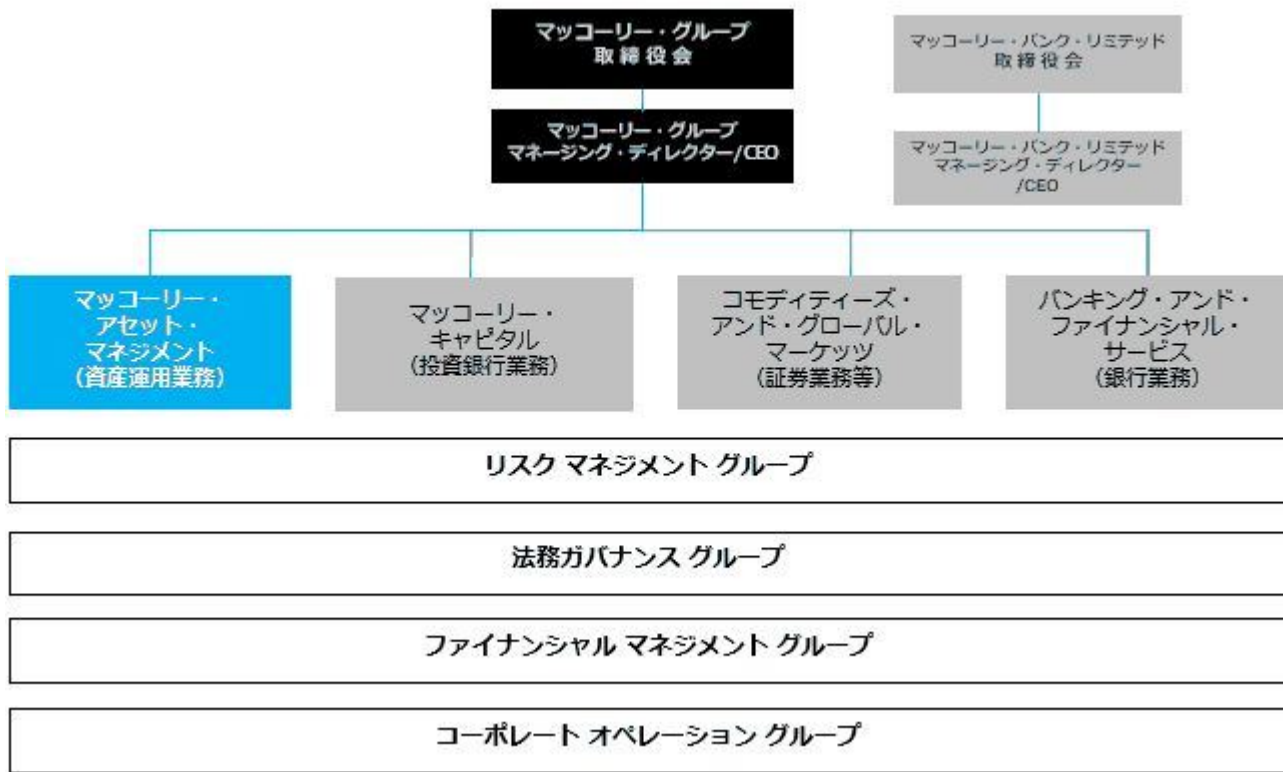 マッコーリー・グループ
取締役会
マッコーリー・バンク・リミテッド
取締役会
マッコーリー・グループ
マネージング・ディレクター/CEO
マッコーリー・バンク・リミテッド
マネージング・ディレクター
/CEO
マッコーリー・
アセット・
マネジメント
(資産運用業務)
マッコーリー・
キャピタル
(投資銀行業務)
コモディティーズ・
アンド・グローバル・
マーケッツ
(証券業務等)
バンキング・アンド・
ファイナンシャル・
サービス
(銀行業務)
リスク マネジメント グループ
法務ガバナンス グループ
ファイナンシャル マネジメント グループ
コーポレート オペレーション グループ